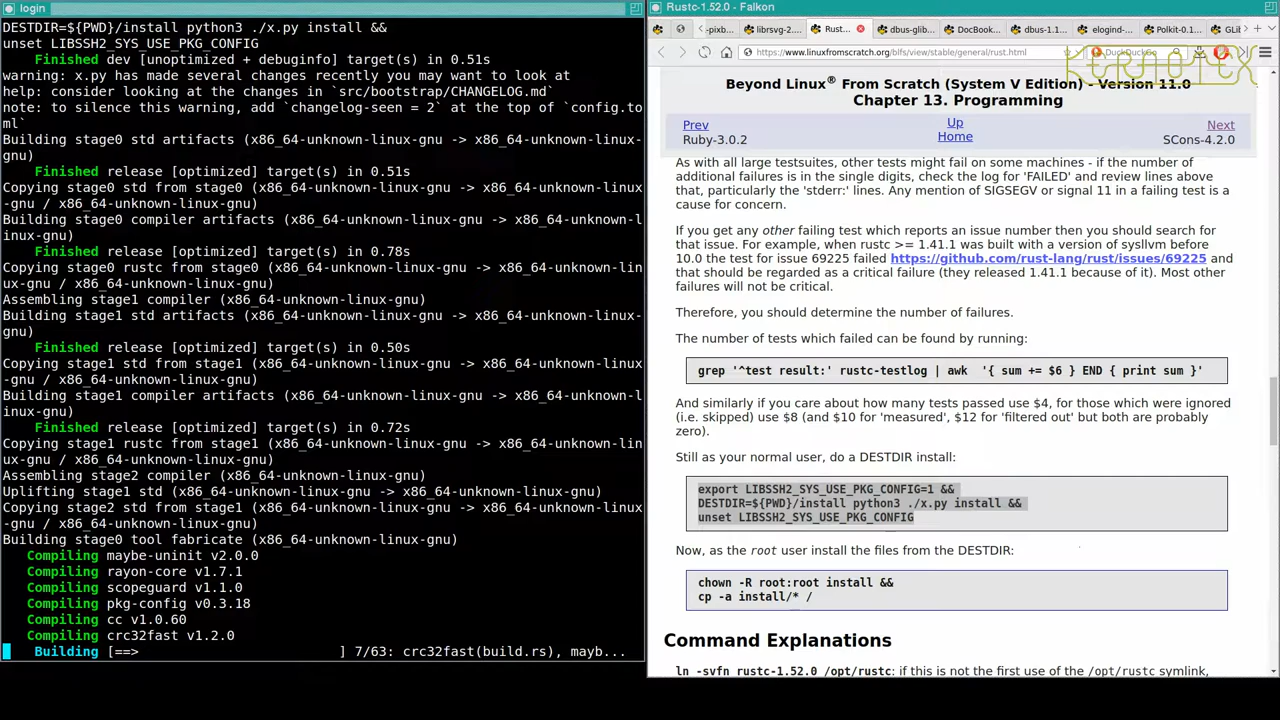 login
DESTDIR=${PWD}/install python3 ./x.py install &&
unset LIBSSH2_SYS_USE_PKG_CONFIG
Finished dev [unoptimized + debuginfo] target(s) in 0.51s
warning: x.py has made several changes recently you may want to look at
help: consider looking at the changes in `src/bootstrap/CHANGELOG.md`
note: to silence this warning, add `changelog-seen = 2` at the top of `config.to
ml`
Building stage0 std artifacts (x86_64-unknown-linux-gnu -> x86_64-unknown-linux-
gnu)
Finished release [optimized] target(s) in 0.51s
Copying stage0 std from stage0 (x86_64-unknown-linux-gnu -> x86_64-unknown-linux
-gnu / x86_64-unknown-linux-gnu)
Building stage0 compiler artifacts (x86_64-unknown-linux-gnu -> x86_64-unknown-l
inux-gnu)
Finished release [optimized] target(s) in 0.78s
Copying stage0 rustc from stage0 (x86_64-unknown-linux-gnu -> x86_64-unknown-lin
ux-gnu / x86_64-unknown-linux-gnu)
Assembling stage1 compiler (x86_64-unknown-linux-gnu)
Building stage1 std artifacts (x86_64-unknown-linux-gnu -> x86_64-unknown-linux-
gnu)
Finished release [optimized] target(s) in 0.50s
Copying stage1 std from stage1 (x86_64-unknown-linux-gnu -> x86_64-unknown-linux
-gnu / x86_64-unknown-linux-gnu)
Building stage1 compiler artifacts (x86_64-unknown-linux-gnu -> x86_64-unknown-l
inux-gnu)
Finished release [optimized] target(s) in 0.72s
Copying stage1 rustc from stage1 (x86_64-unknown-linux-gnu -> x86_64-unknown-lin
ux-gnu / x86_64-unknown-linux-gnu)
Assembling stage2 compiler (x86_64-unknown-linux-gnu)
Uplifting stage1 std (x86_64-unknown-linux-gnu -> x86_64-unknown-linux-gnu)
Copying stage2 std from stage1 (x86_64-unknown-linux-gnu -> x86_64-unknown-linux
-gnu / x86_64-unknown-linux-gnu)
Building stage0 tool fabricate (x86_64-unknown-linux-gnu)
Compiling maybe-uninit v2.0.0
Compiling rayon-core v1.7.1
Compiling scopeguard v1.1.0
Compiling pkg-config v0.3.18
Compiling cc v1.0.60
Compiling crc32fast v1.2.0
Building [==> ] 7/63: crc32fast(build.rs), mayb...
Rustc-1.52.0 - Falkon
-pixb... librsvg-2.... Rust... dbus-glib... DocBook... dbus-1.1... elogind-... Polkit-0.1... GLi
https://www.linuxfromscratch.org/blfs/view/stable/general/rust.html DuckDuckGo
KERNOTEX
Beyond Linux® From Scratch (System V Edition) - Version 11.0
Chapter 13. Programming
Prev Up Next
Ruby-3.0.2 Home SCons-4.2.0
As with all large testsuites, other tests might fail on some machines - if the number of
additional failures is in the single digits, check the log for 'FAILED' and review lines above
that, particularly the 'stderr:' lines. Any mention of SIGSEGV or signal 11 in a failing test is a
cause for concern.
If you get any other failing test which reports an issue number then you should search for
that issue. For example, when rustc >= 1.41.1 was built with a version of sysllvm before
10.0 the test for issue 69225 failed https://github.com/rust-lang/rust/issues/69225 and
that should be regarded as a critical failure (they released 1.41.1 because of it). Most other
failures will not be critical.
Therefore, you should determine the number of failures.
The number of tests which failed can be found by running:
grep '^test result:' rustc-testlog | awk '{ sum += $6 } END { print sum }'
And similarly if you care about how many tests passed use $4, for those which were ignored
(i.e. skipped) use $8 (and $10 for 'measured', $12 for 'filtered out' but both are probably
zero).
Still as your normal user, do a DESTDIR install:
export LIBSSH2_SYS_USE_PKG_CONFIG=1 &&
DESTDIR=${PWD}/install python3 ./x.py install &&
unset LIBSSH2_SYS_USE_PKG_CONFIG
Now, as the root user install the files from the DESTDIR:
chown -R root:root install &&
cp -a install/* /
Command Explanations
ln -svfn rustc-1.52.0 /opt/rustc: if this is not the first use of the /opt/rustc symlink,